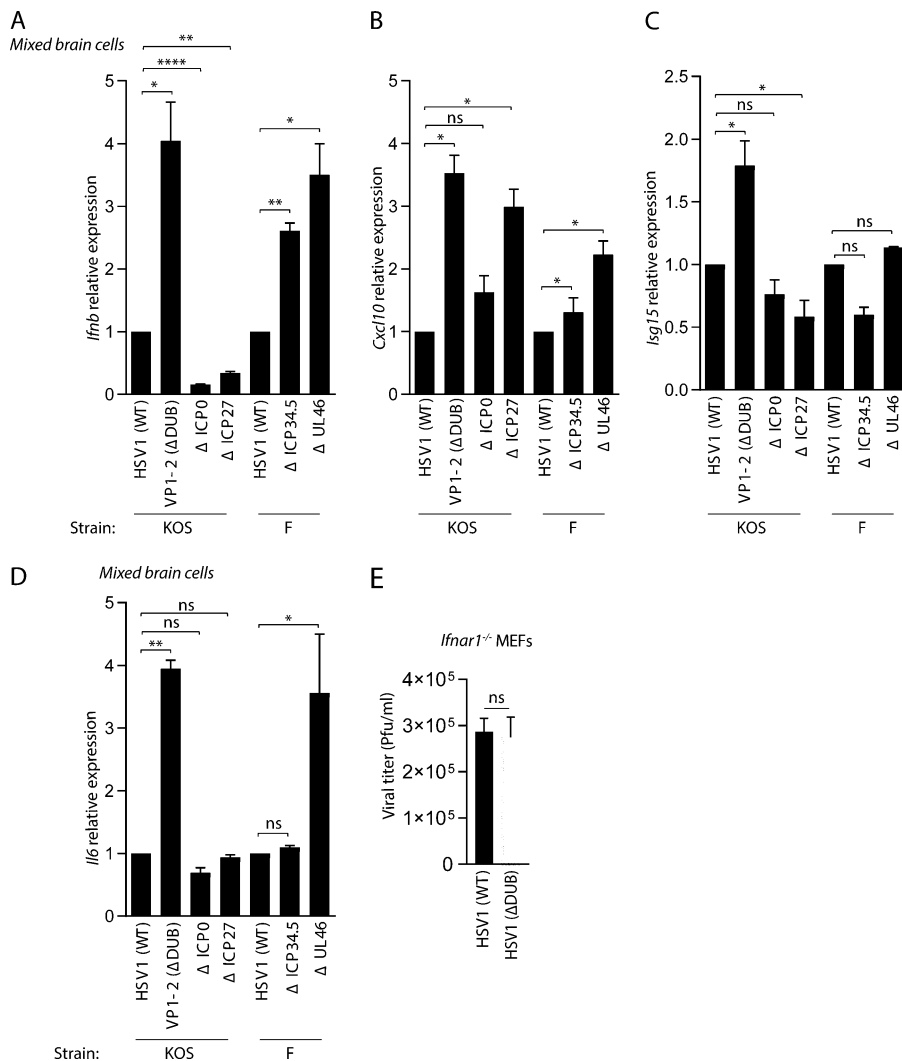 A
Mixed brain cells
Ifnb relative expression
5
4
3
2
1
0
**
****
*
*
**
HSV1 (WT)
VP1-2 (ΔDUB)
Δ ICP0
Δ ICP27
HSV1 (WT)
Δ ICP34.5
Δ UL46
Strain:
KOS
F
B
Cxcl10 relative expression
5
4
3
2
1
0
*
ns
*
*
*
HSV1 (WT)
VP1-2 (ΔDUB)
Δ ICP0
Δ ICP27
HSV1 (WT)
Δ ICP34.5
Δ UL46
KOS
F
C
Isg15 relative expression
2.5
2.0
1.5
1.0
0.5
0.0
*
ns
*
ns
ns
HSV1 (WT)
VP1-2 (ΔDUB)
Δ ICP0
Δ ICP27
HSV1 (WT)
Δ ICP34.5
Δ UL46
KOS
F
D
Mixed brain cells
Il6 relative expression
5
4
3
2
1
0
ns
ns
**
*
ns
HSV1 (WT)
VP1-2 (ΔDUB)
Δ ICP0
Δ ICP27
HSV1 (WT)
Δ ICP34.5
Δ UL46
Strain:
KOS
F
E
Ifnar1-/- MEFs
Viral titer (Pfu/ml)
4×10⁵
3×10⁵
2×10⁵
1×10⁵
0
ns
HSV1 (WT)
HSV1 (ΔDUB)